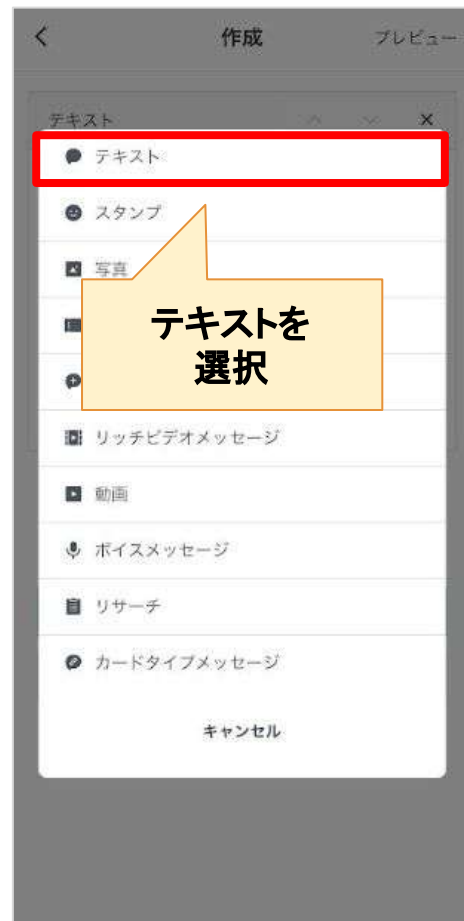 作成
プレビュー
テキスト
テキスト
スタンプ
写真
テキストを
選択
リッチビデオメッセージ
動画
ボイスメッセージ
リサーチ
カードタイプメッセージ
キャンセル